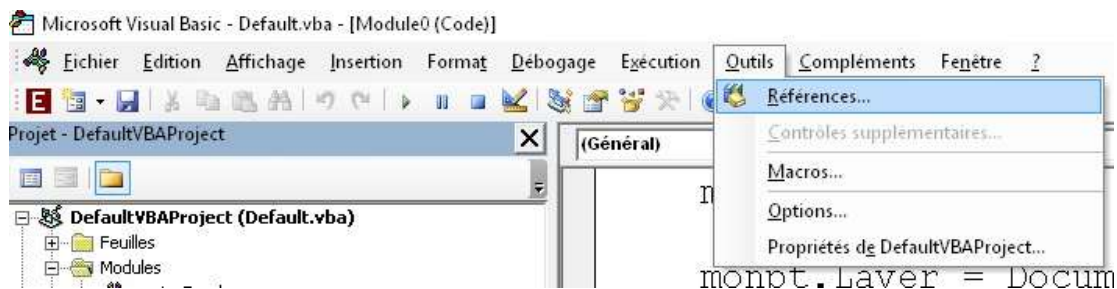 Microsoft Visual Basic - Default.vba - [Module0 (Code)]
Fichier Edition Affichage Insertion Format Débogage Exécution Outils Compléments Fenêtre ?
E
Références...
Projet - DefaultVBAProject
(Général)
Contrôles supplémentaires...
Macros...
Options...
DefaultVBAProject (Default.vba)
Feuilles
Propriétés de DefaultVBAProject...
Modules
monpt.Layer = Docum